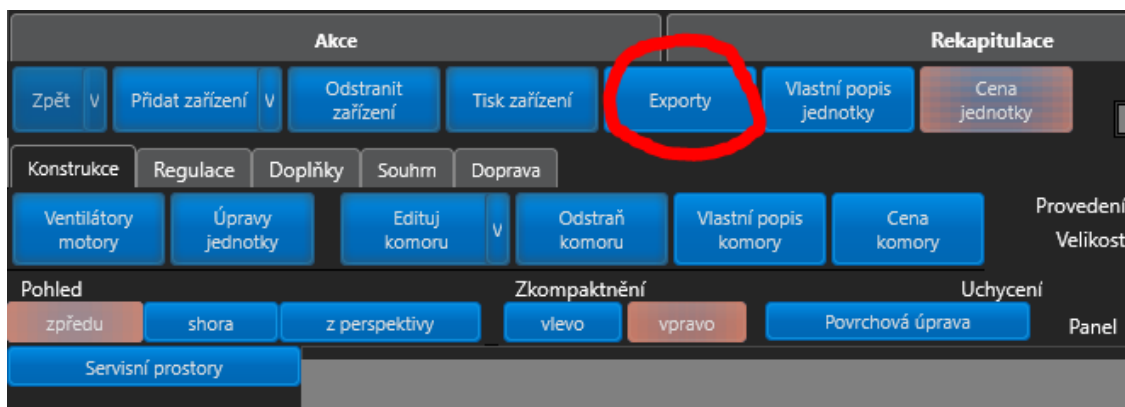 Akce
Rekapitulace
Zpět V
Přidat zařízení V
Odstranit
zařízení
Tisk zařízení
Exporty
Vlastní popis
jednotky
Cena
jednotky
Konstrukce
Regulace
Doplňky
Souhrn
Doprava
Ventilátory
motory
Úpravy
jednotky
Edituj
komoru
V
Odstraň
komoru
Vlastní popis
komory
Cena
komory
Provedení
Velikost
Pohled
Zkompaktnění
Uchycení
zpředu
shora
z perspektivy
vlevo
vpravo
Povrchová úprava
Panel
Servisní prostory